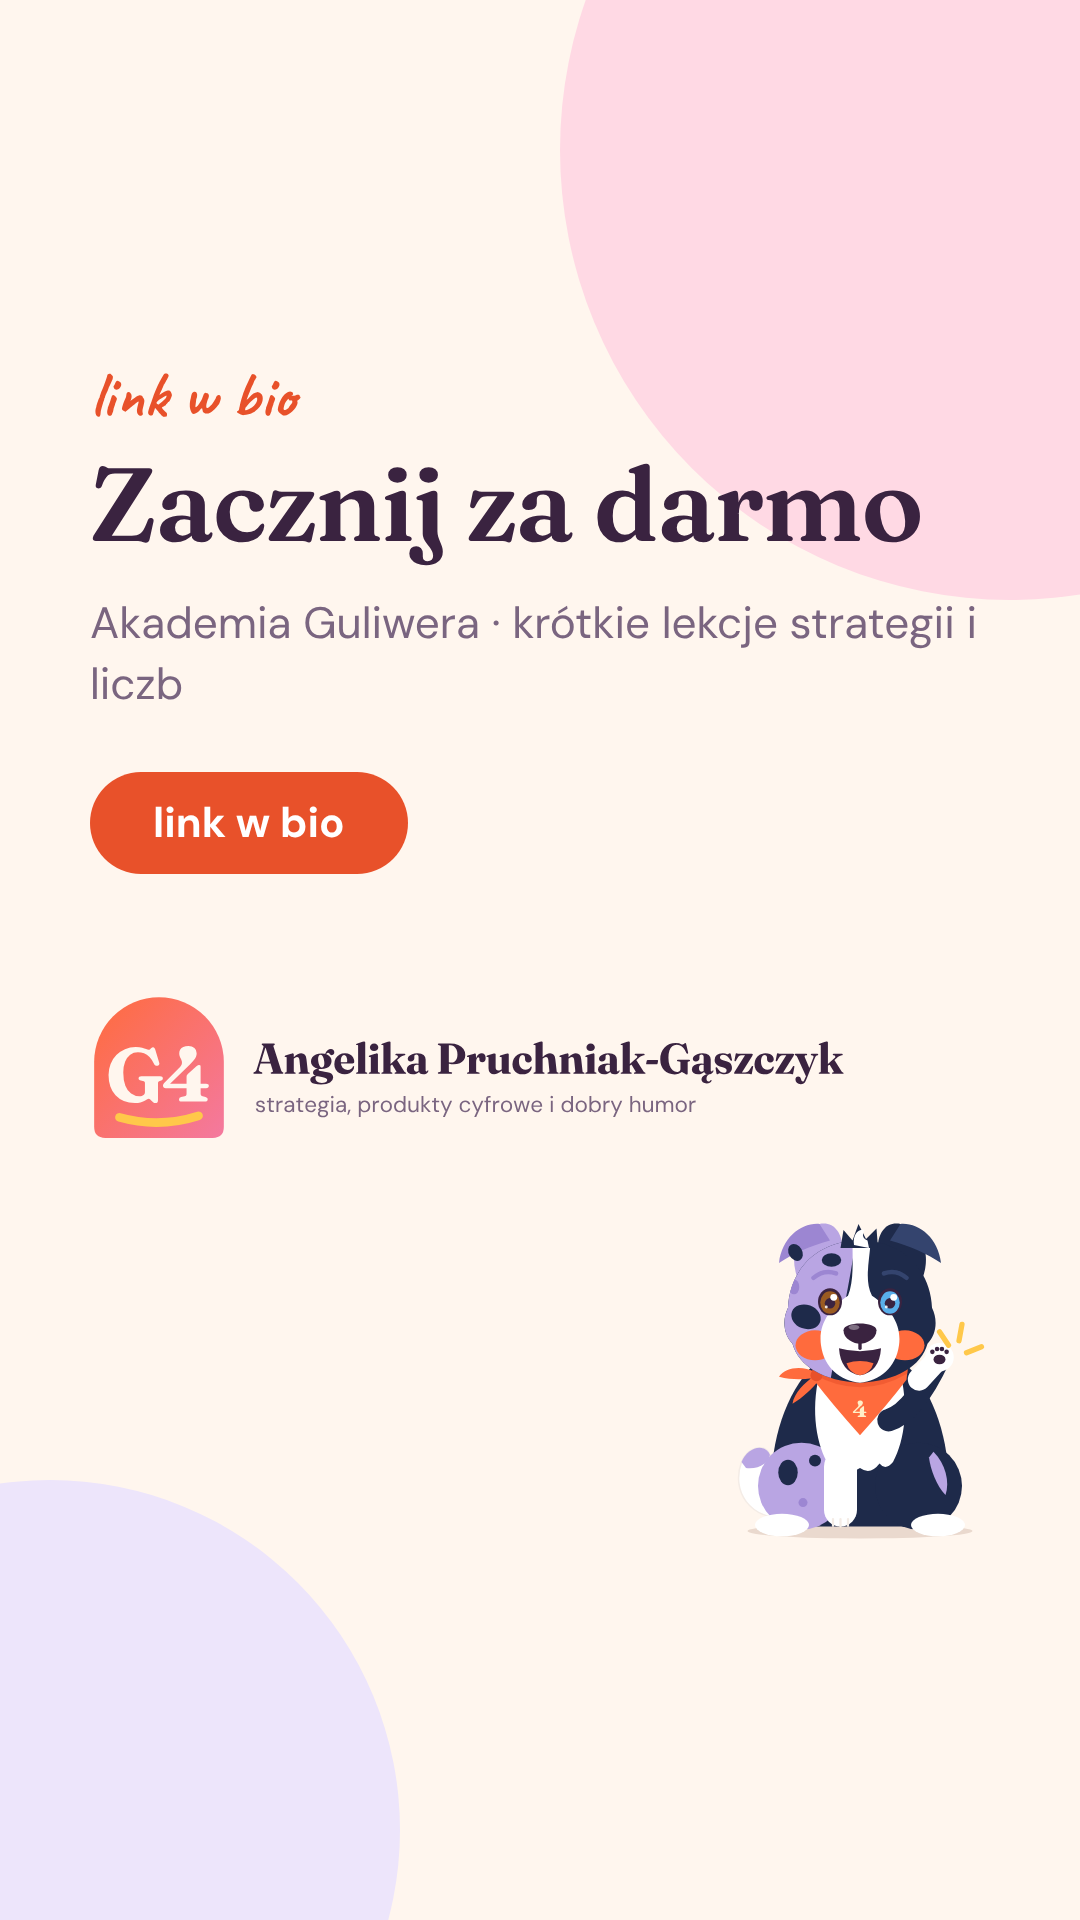 link w bio
Zacznij za darmo
Akademia Guliwera · krótkie lekcje strategii i
liczb
link w bio
G4
Angelika Pruchniak-Gąszczyk
strategia, produkty cyfrowe i dobry humor
4